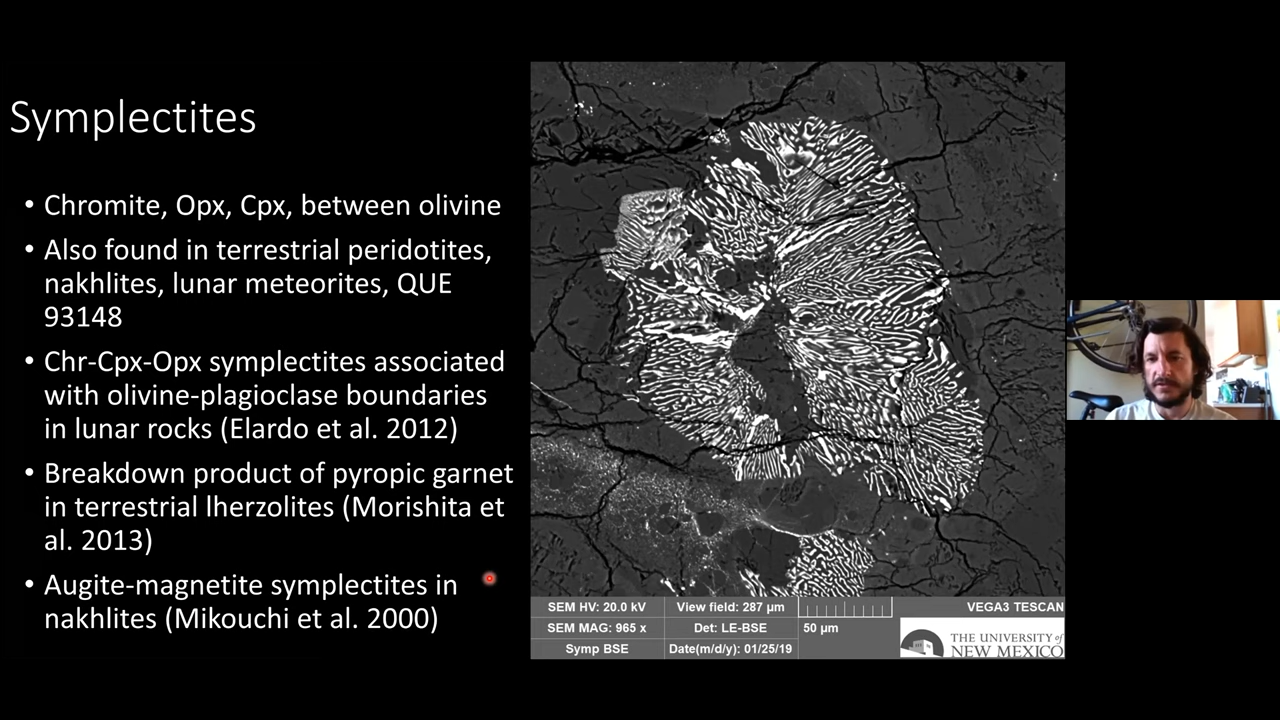 Symplectites
• Chromite, Opx, Cpx, between olivine
• Also found in terrestrial peridotites,
nakhlites, lunar meteorites, QUE
93148
• Chr-Cpx-Opx symplectites associated
with olivine-plagioclase boundaries
in lunar rocks (Elardo et al. 2012)
• Breakdown product of pyropic garnet
in terrestrial lherzolites (Morishita et
al. 2013)
• Augite-magnetite symplectites in
nakhlites (Mikouchi et al. 2000)
SEM HV: 20.0 kV View field: 287 µm VEGA3 TESCAN
SEM MAG: 965 x Det: LE-BSE 50 µm
Symp BSE Date(m/d/y): 01/25/19
THE UNIVERSITY of
NEW MEXICO